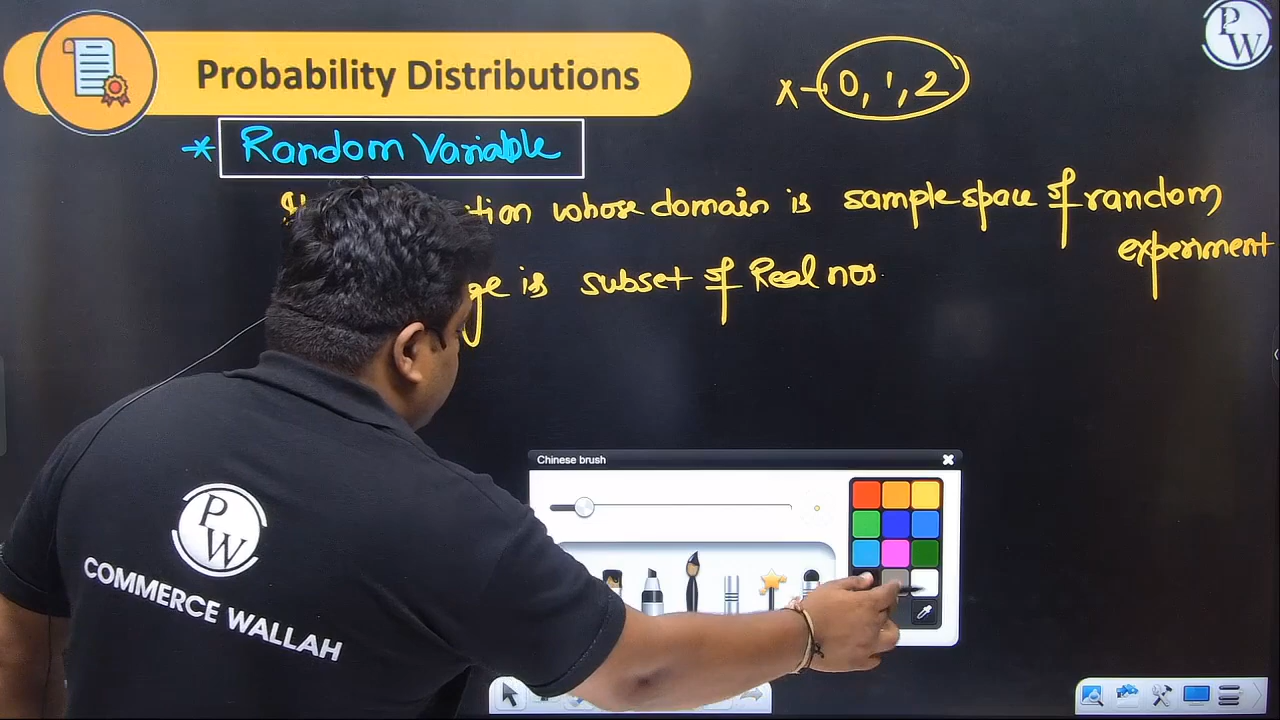 PW
Probability Distributions
x - 0, 1, 2
* Random Variable
tion whose domain is sample space of random
experiment
ge is subset of Real nos.
Chinese brush
PW
COMMERCE WALLAH